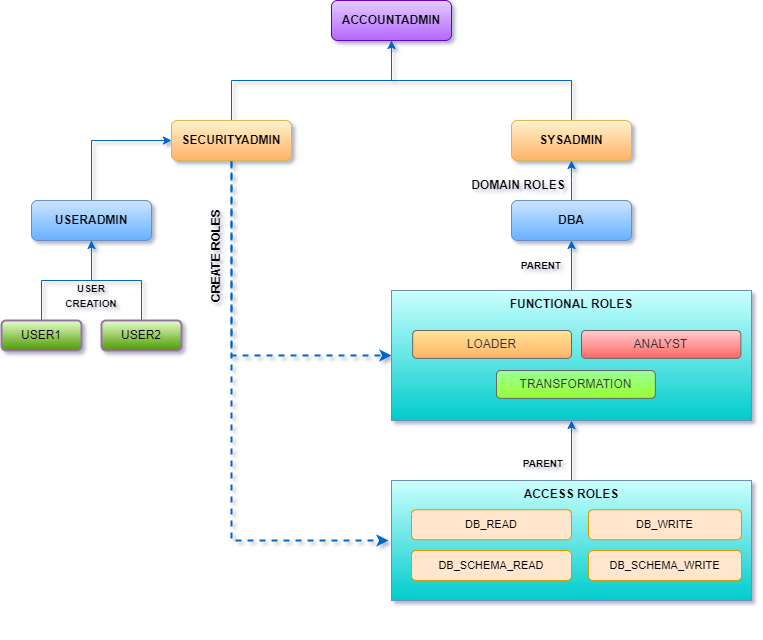 ACCOUNTADMIN
SECURITYADMIN
SYSADMIN
DOMAIN ROLES
USERADMIN
DBA
CREATE ROLES
PARENT
USER
CREATION
USER1
USER2
FUNCTIONAL ROLES
LOADER
ANALYST
TRANSFORMATION
PARENT
ACCESS ROLES
DB_READ
DB_WRITE
DB_SCHEMA_READ
DB_SCHEMA_WRITE